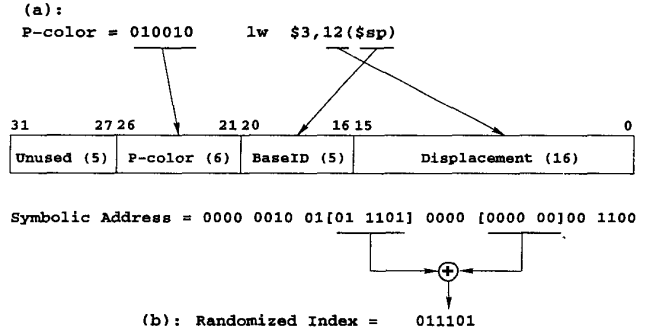 (a):
P-color = 010010 lw $3,12($sp)
31 27 26 21 20 16 15 0
Unused (5) P-color (6) BaseID (5) Displacement (16)
Symbolic Address = 0000 0010 01[01 1101] 0000 [0000 00]00 1100
+
(b): Randomized Index = 011101